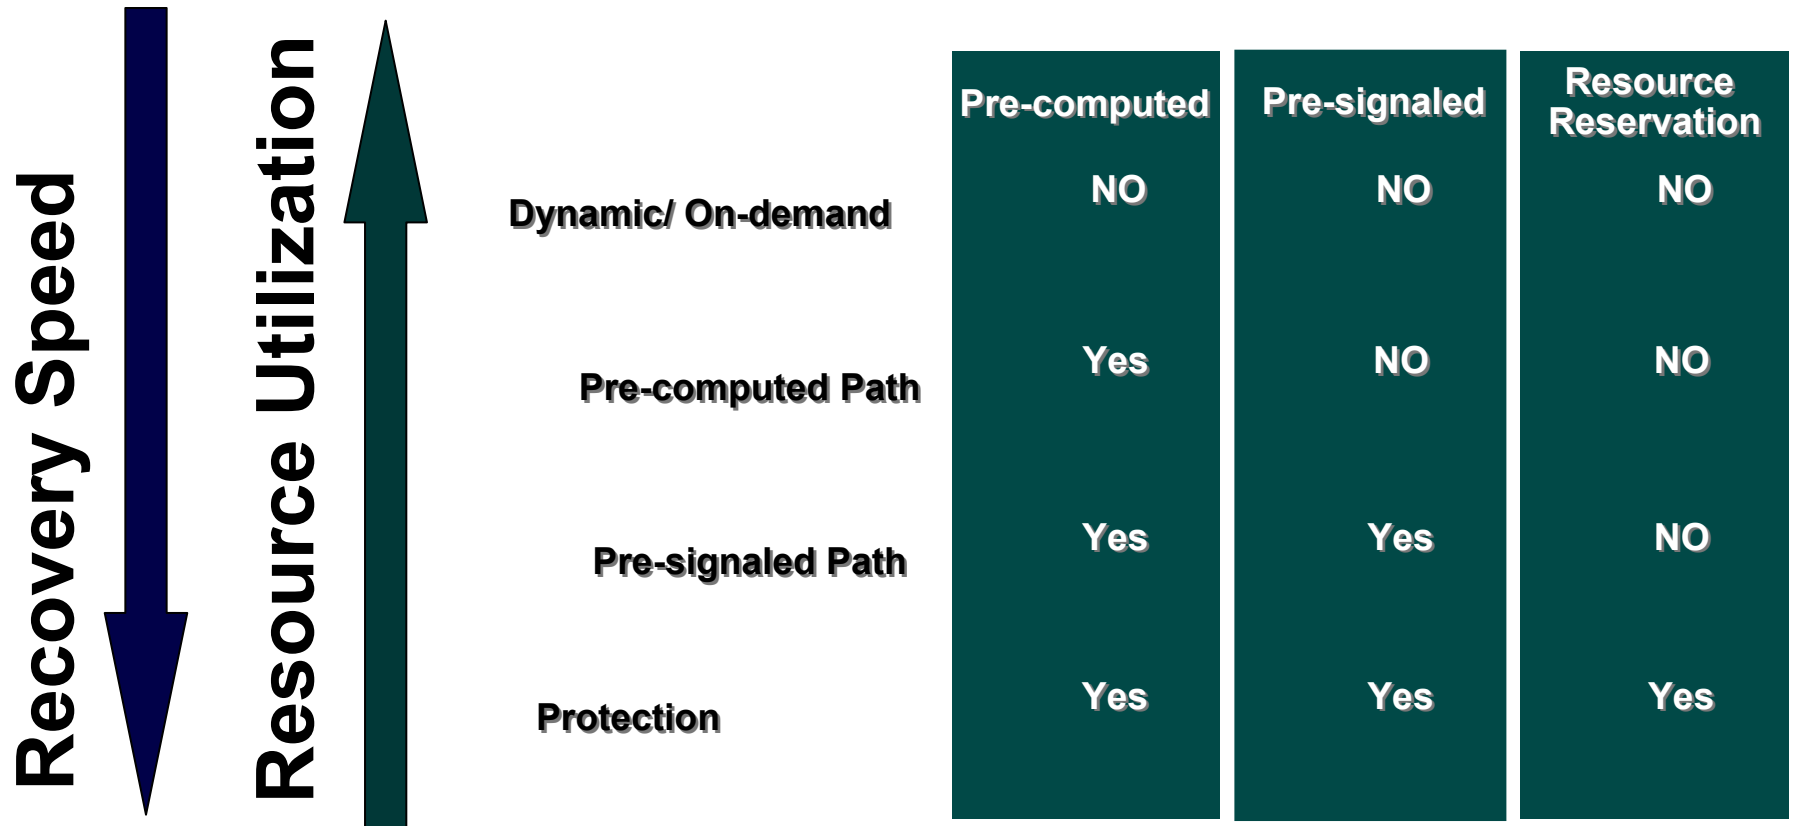 Recovery Speed
Resource Utilization
Pre-computed
Pre-signaled
Resource
Reservation
Dynamic/ On-demand
NO
NO
NO
Pre-computed Path
Yes
NO
NO
Pre-signaled Path
Yes
Yes
NO
Protection
Yes
Yes
Yes